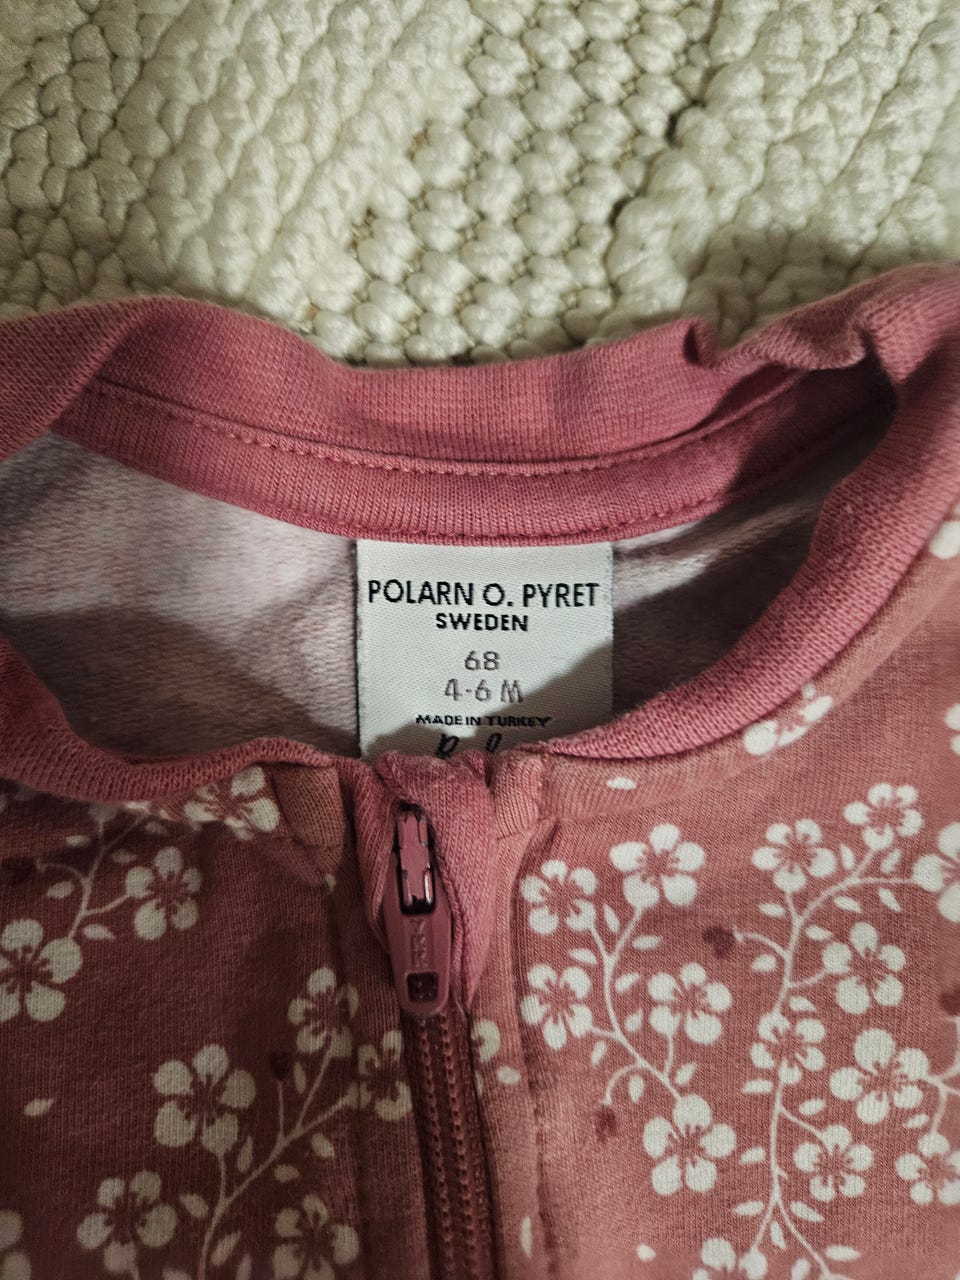 POLARN O. PYRET
SWEDEN
68
4-6 M
MADE IN TURKEY